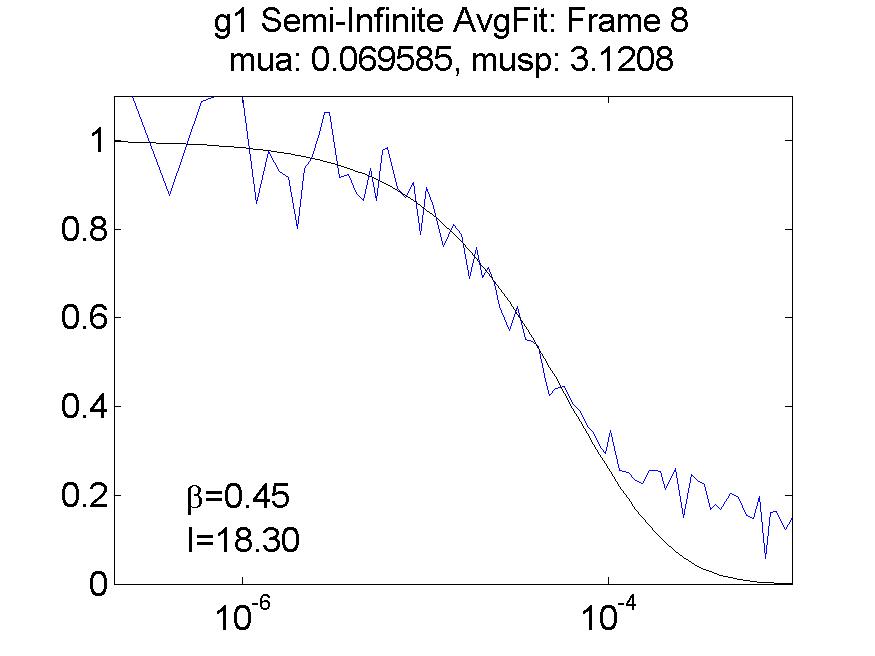 g1 Semi-Infinite AvgFit: Frame 8
mua: 0.069585, musp: 3.1208
1
0.8
0.6
0.4
0.2
0
β=0.45
I=18.30
10^-6
10^-4